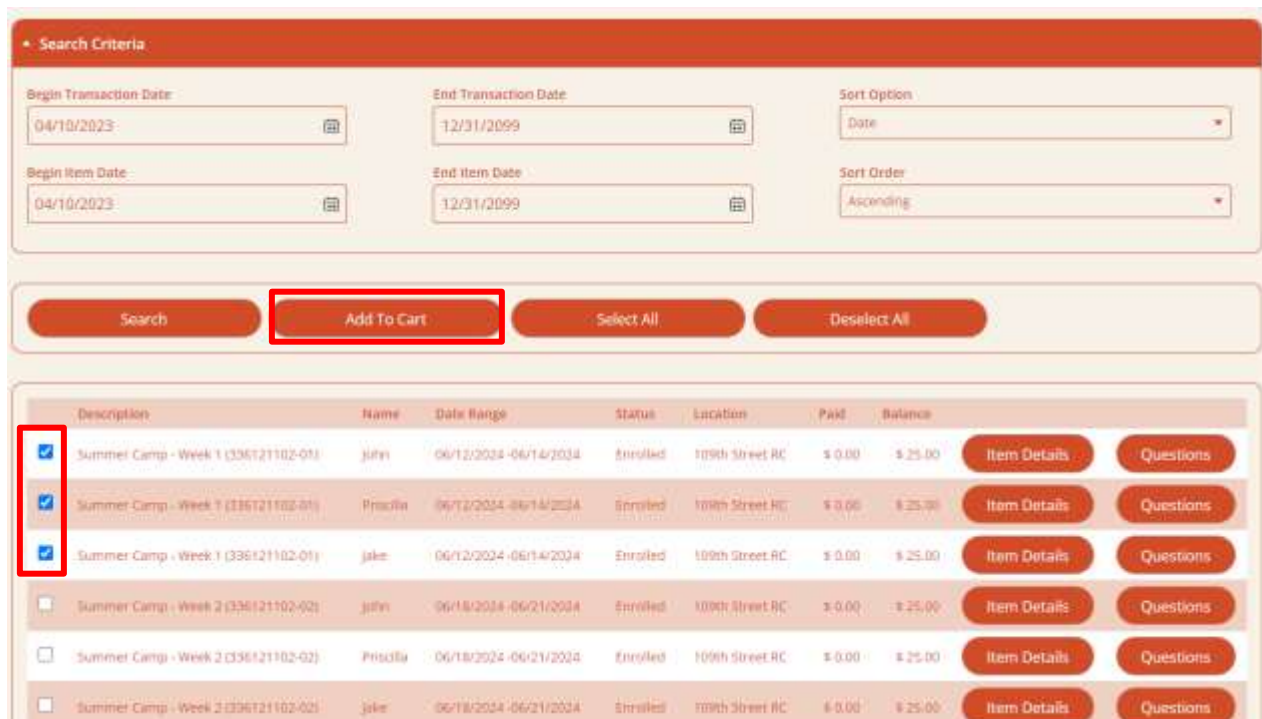 Search Criteria
Begin Transaction Date End Transaction Date Sort Option
04/10/2023 12/31/2099 Date
Begin Item Date End Item Date Sort Order
04/10/2023 12/31/2099 Ascending
Search Add To Cart Select All Deselect All
Description Name Date Range Status Location Paid Balance
Summer Camp - Week 1 (336121102-01) John 06/12/2024 -06/14/2024 Enrolled 109th Street RC $ 0.00 $ 25.00 Item Details Questions
Summer Camp - Week 1 (336121102-01) Priscilla 06/12/2024 -06/14/2024 Enrolled 109th Street RC $ 0.00 $ 25.00 Item Details Questions
Summer Camp - Week 1 (336121102-01) Jake 06/12/2024 -06/14/2024 Enrolled 109th Street RC $ 0.00 $ 25.00 Item Details Questions
Summer Camp - Week 2 (336121102-02) John 06/18/2024 -06/21/2024 Enrolled 109th Street RC $ 0.00 $ 25.00 Item Details Questions
Summer Camp - Week 2 (336121102-02) Priscilla 06/18/2024 -06/21/2024 Enrolled 109th Street RC $ 0.00 $ 25.00 Item Details Questions
Summer Camp - Week 2 (336121102-02) Jake 06/18/2024 -06/21/2024 Enrolled 109th Street RC $ 0.00 $ 25.00 Item Details Questions